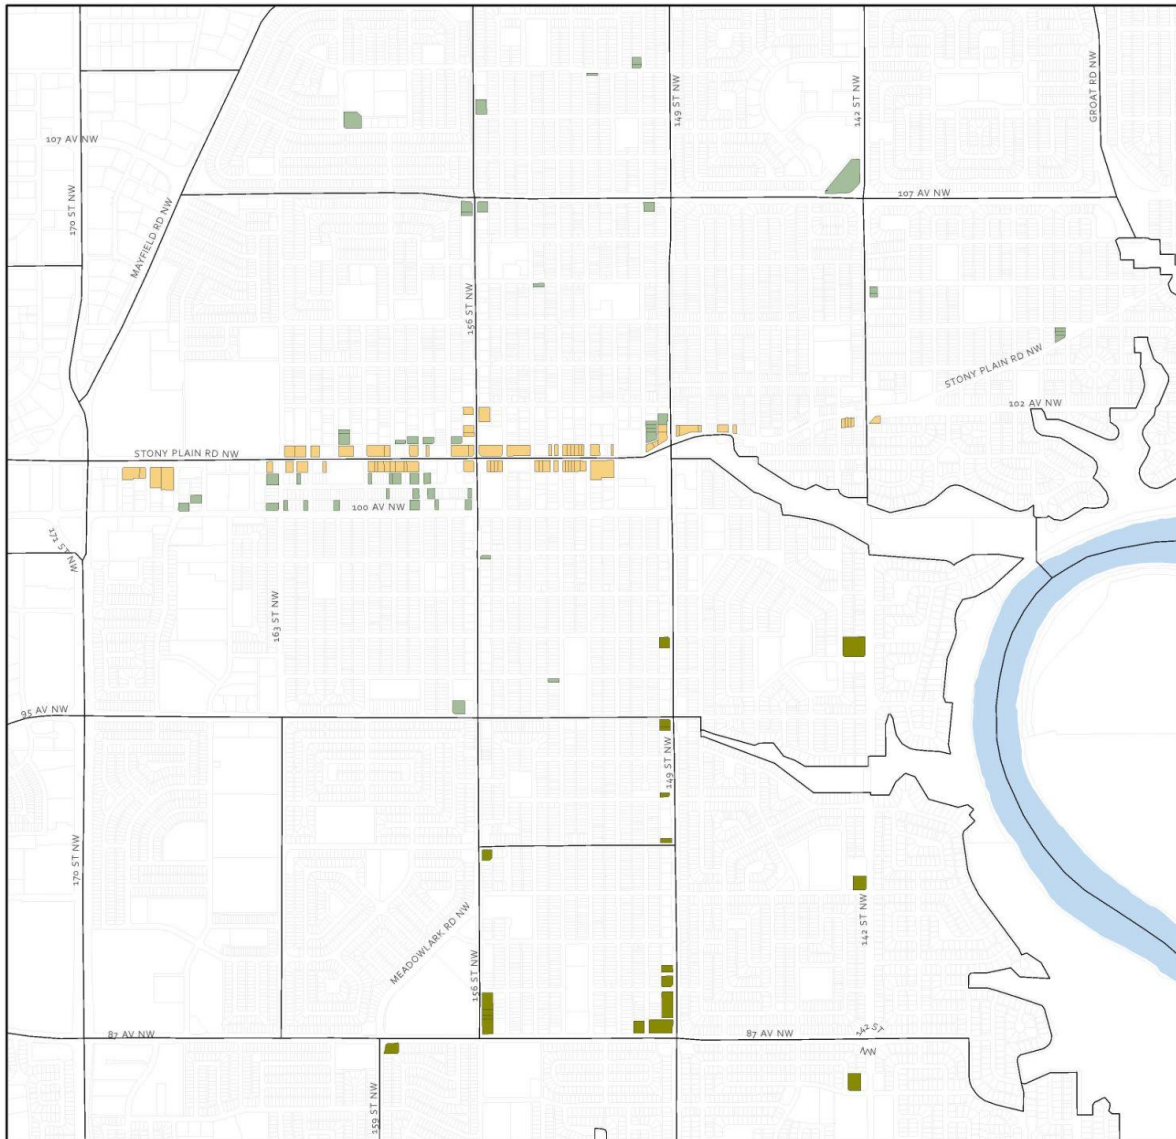 149 ST NW
142 ST NW
GROAT RD NW
107 AV NW
170 ST NW
107 AV NW
MAYFIELD RD NW
156 ST NW
STONY PLAIN RD NW
102 AV NW
STONY PLAIN RD NW
100 AV NW
171 ST NW
163 ST NW
95 AV NW
149 ST NW
170 ST NW
142 ST NW
MEADOWLARK RD NW
156 ST NW
87 AV NW
87 AV NW
142 ST
NW
159 ST NW